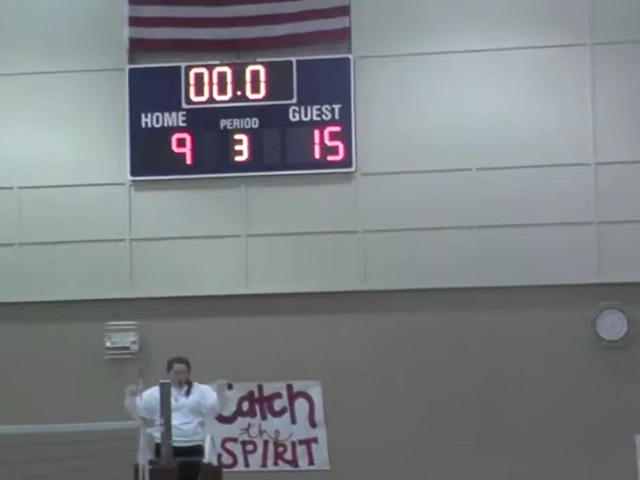 00.0
HOME PERIOD GUEST
9 3 15
Catch
the
SPIRIT